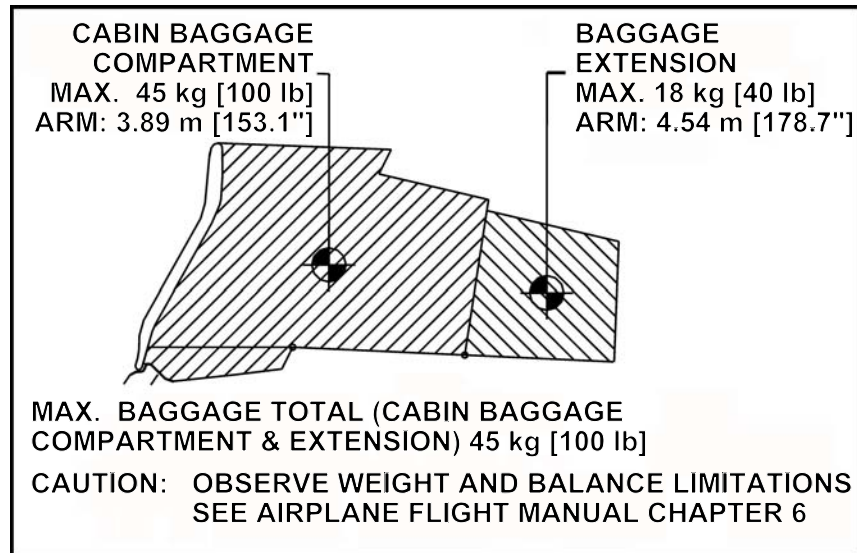 CABIN BAGGAGE
COMPARTMENT
MAX. 45 kg [100 lb]
ARM: 3.89 m [153.1"]
BAGGAGE
EXTENSION
MAX. 18 kg [40 lb]
ARM: 4.54 m [178.7"]
MAX. BAGGAGE TOTAL (CABIN BAGGAGE
COMPARTMENT & EXTENSION) 45 kg [100 lb]
CAUTION: OBSERVE WEIGHT AND BALANCE LIMITATIONS
SEE AIRPLANE FLIGHT MANUAL CHAPTER 6